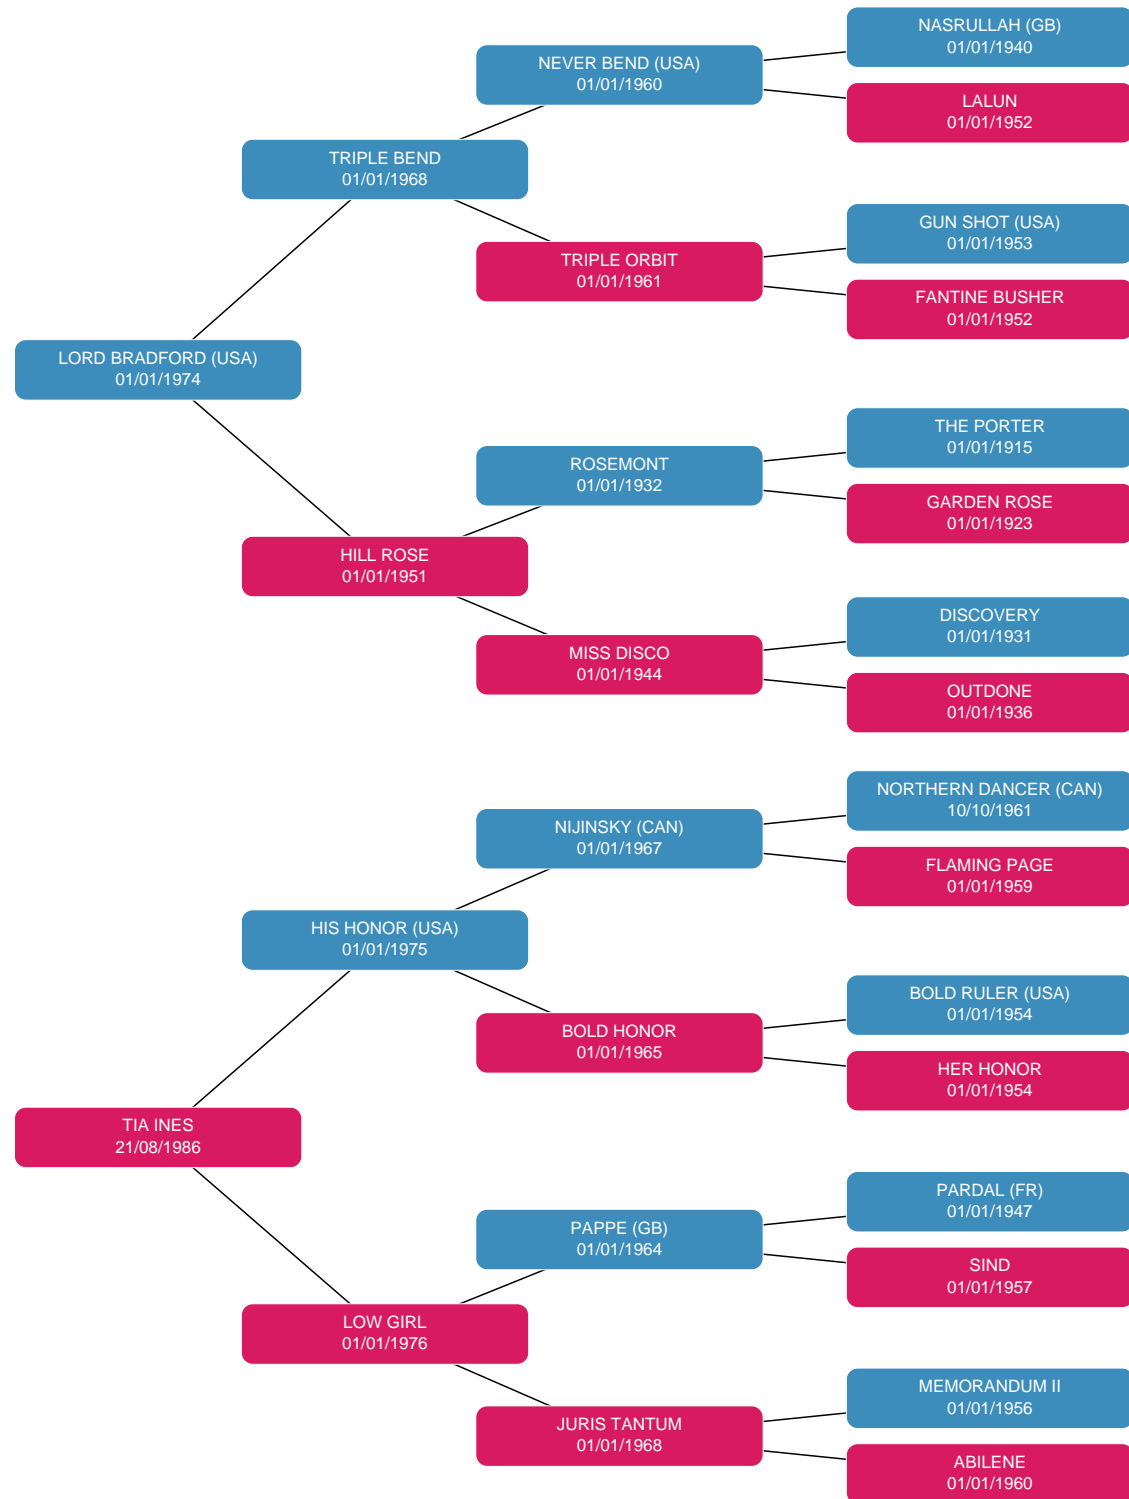 NASRULLAH (GB)
01/01/1940
NEVER BEND (USA)
01/01/1960
LALUN
01/01/1952
TRIPLE BEND
01/01/1968
GUN SHOT (USA)
01/01/1953
TRIPLE ORBIT
01/01/1961
FANTINE BUSHER
01/01/1952
LORD BRADFORD (USA)
01/01/1974
THE PORTER
01/01/1915
ROSEMONT
01/01/1932
GARDEN ROSE
01/01/1923
HILL ROSE
01/01/1951
DISCOVERY
01/01/1931
MISS DISCO
01/01/1944
OUTDONE
01/01/1936
NORTHERN DANCER (CAN)
10/10/1961
NIJINSKY (CAN)
01/01/1967
FLAMING PAGE
01/01/1959
HIS HONOR (USA)
01/01/1975
BOLD RULER (USA)
01/01/1954
BOLD HONOR
01/01/1965
HER HONOR
01/01/1954
TIA INES
21/08/1986
PARDAL (FR)
01/01/1947
PAPPE (GB)
01/01/1964
SIND
01/01/1957
LOW GIRL
01/01/1976
MEMORANDUM II
01/01/1956
JURIS TANTUM
01/01/1968
ABILENE
01/01/1960